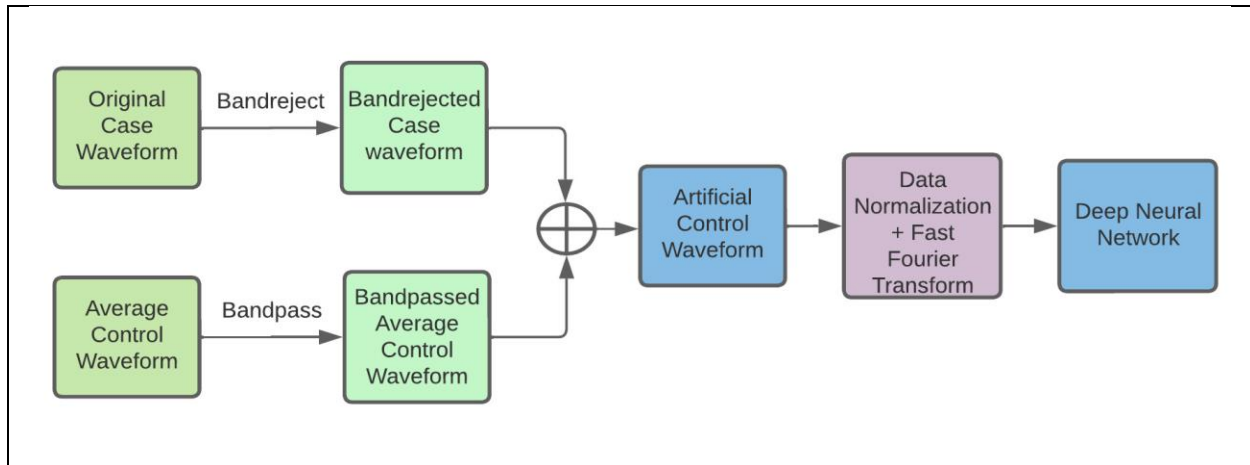 Original
Case
Waveform
Bandreject
Bandrejected
Case
waveform
Average
Control
Waveform
Bandpass
Bandpassed
Average
Control
Waveform
Artificial
Control
Waveform
Data
Normalization
+ Fast
Fourier
Transform
Deep Neural
Network